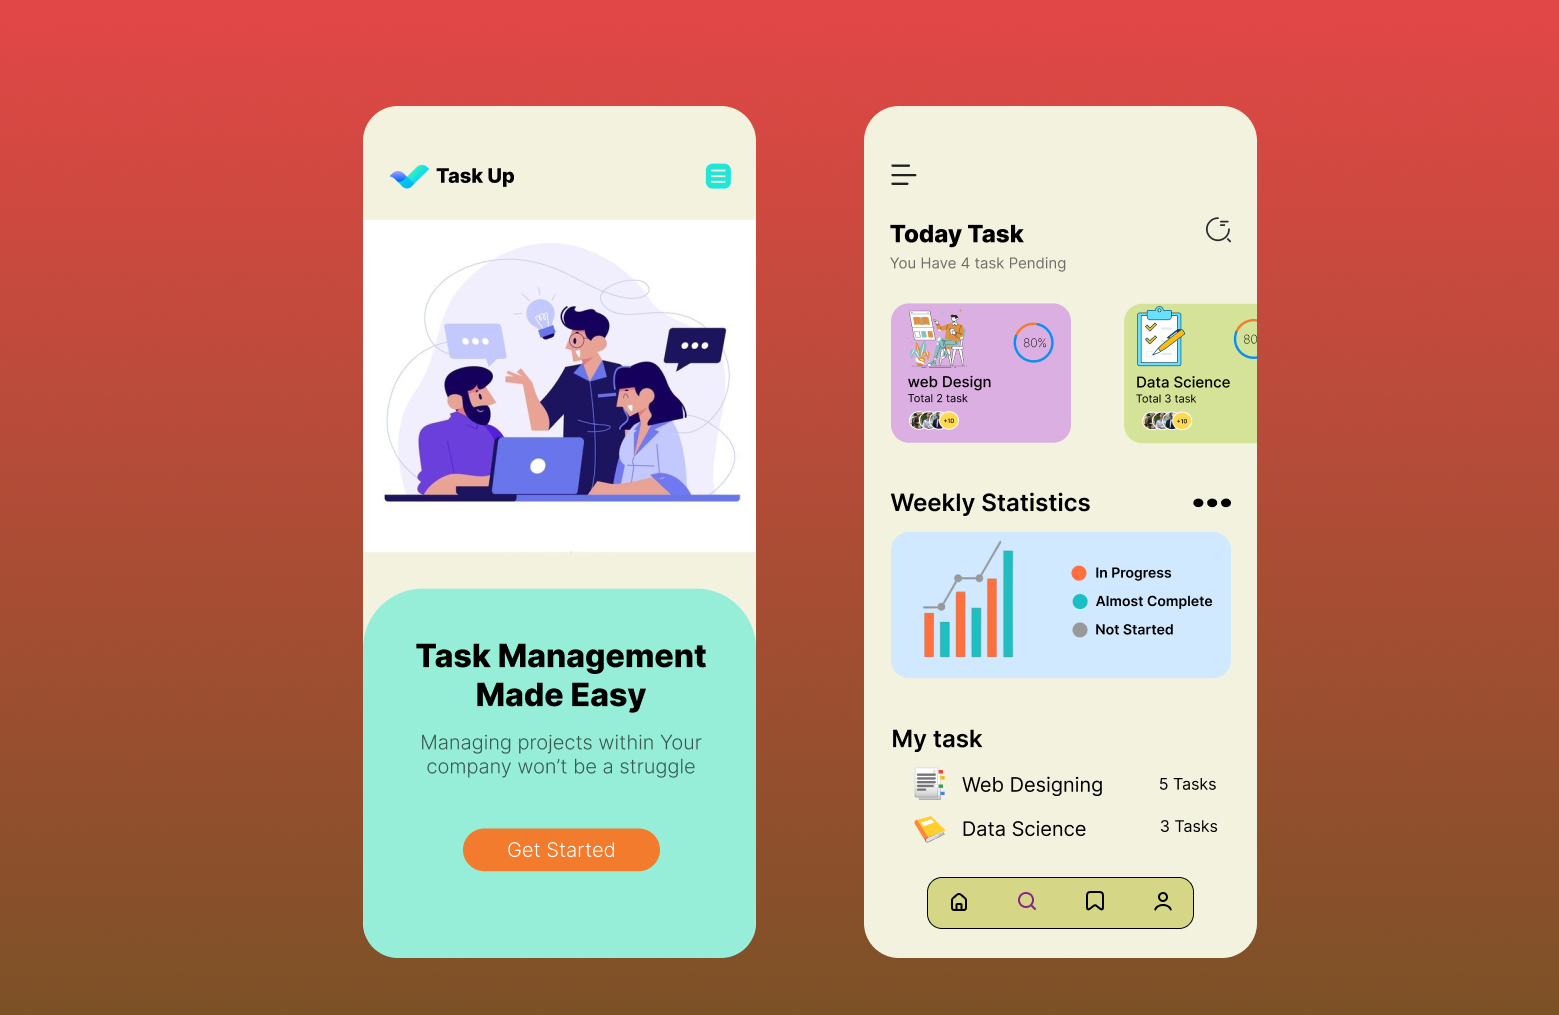 Task Up
Task Management
Made Easy
Managing projects within Your
company won't be a struggle
Get Started
Today Task
You Have 4 task Pending
80%
web Design
Total 2 task
+10
80
Data Science
Total 3 task
+10
Weekly Statistics
In Progress
Almost Complete
Not Started
My task
Web Designing
5 Tasks
Data Science
3 Tasks